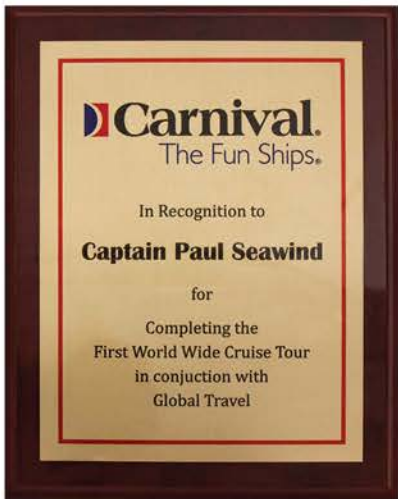 Carnival.
The Fun Ships®
In Recognition to
Captain Paul Seawind
for
Completing the
First World Wide Cruise Tour
in conjuction with
Global Travel